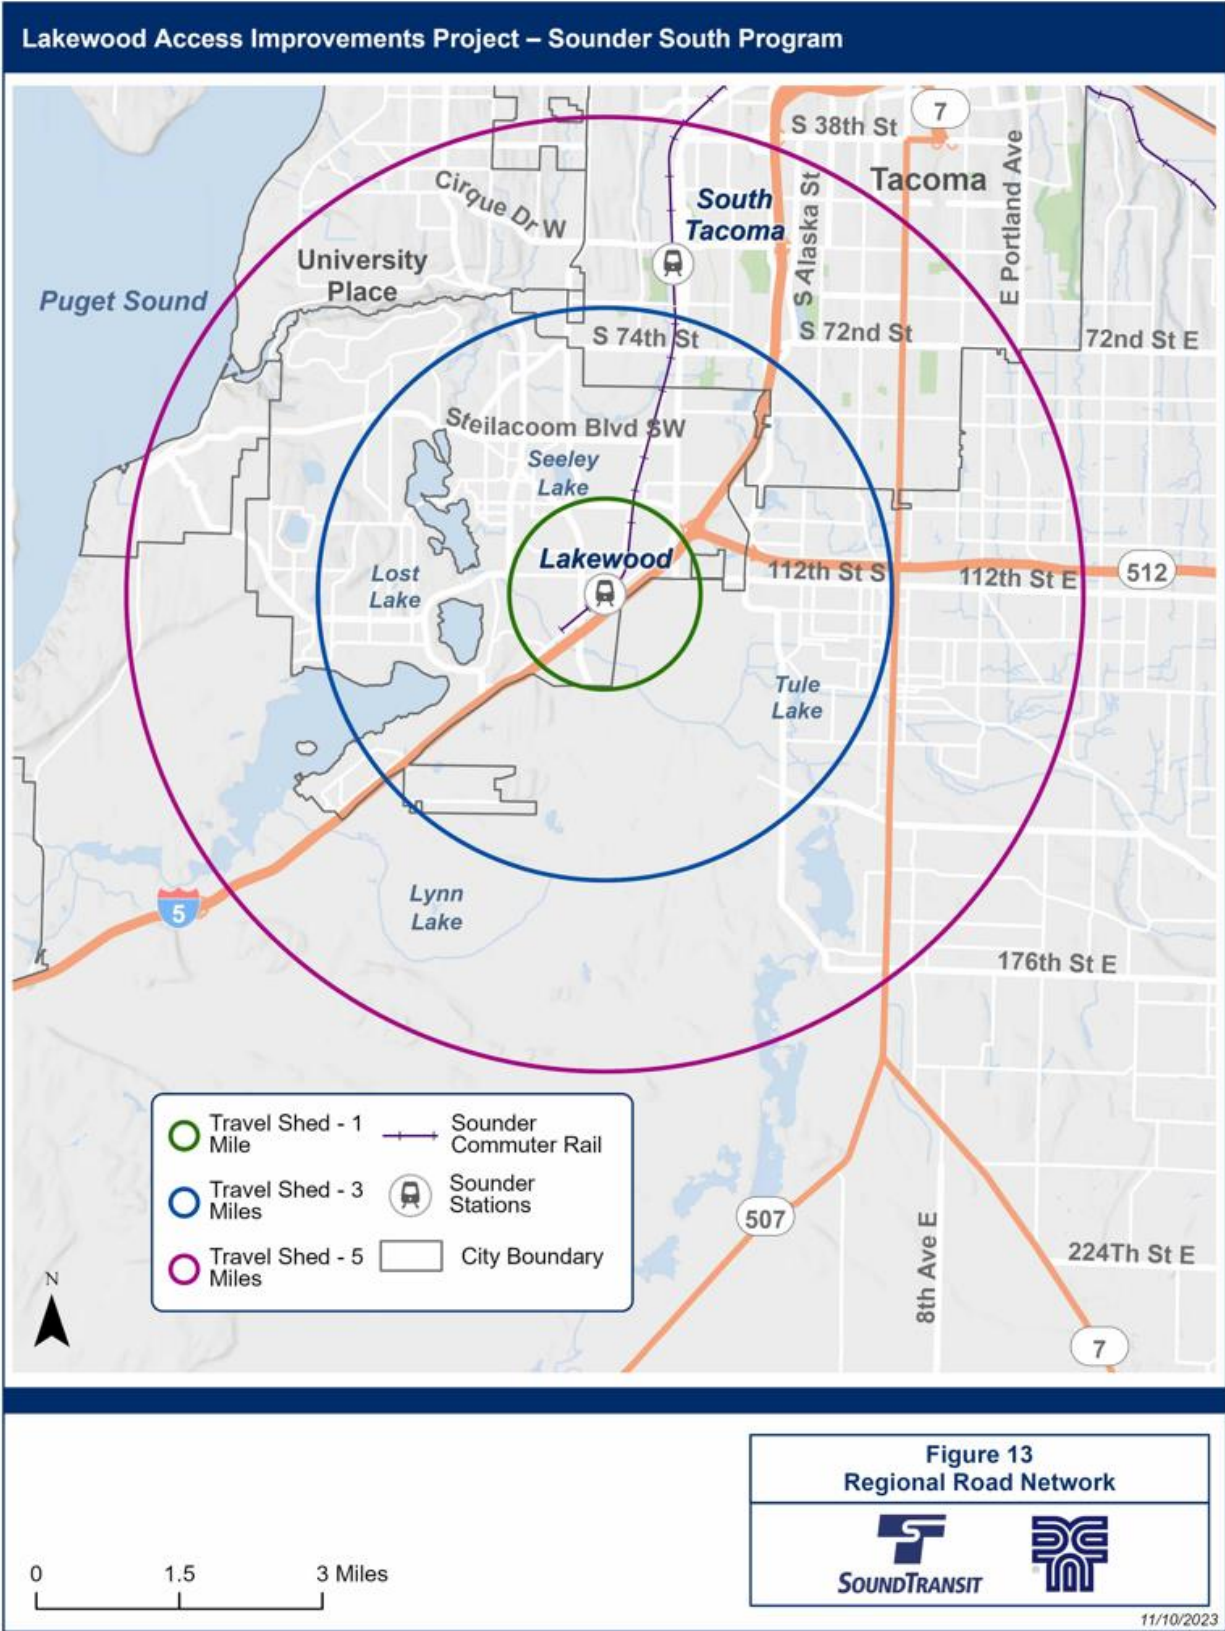 Lakewood Access Improvements Project – Sounder South Program
7
S 38th St
Tacoma
E Portland Ave
S Alaska St
South
Tacoma
Cirque Dr W
University
Place
Puget Sound
S 74th St
S 72nd St
72nd St E
Steilacoom Blvd SW
Seeley
Lake
Lakewood
Lost
Lake
112th St S
112th St E
512
Tule
Lake
Lynn
Lake
5
176th St E
507
8th Ave E
224Th St E
7
Travel Shed - 1
Mile
Travel Shed - 3
Miles
Travel Shed - 5
Miles
Sounder
Commuter Rail
Sounder
Stations
City Boundary
N
0 1.5 3 Miles
Figure 13
Regional Road Network
SOUNDTRANSIT
11/10/2023